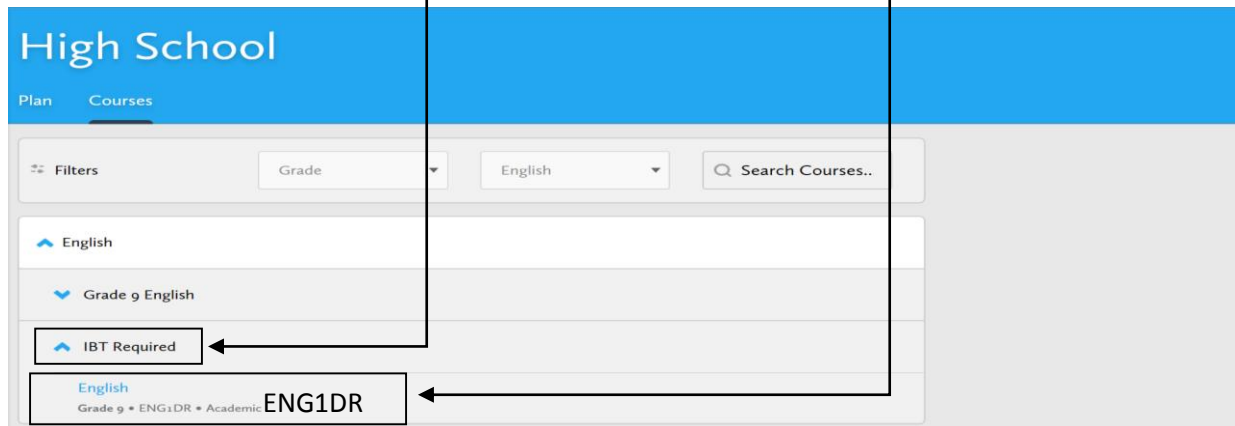 High School
Plan Courses
Filters Grade English Search Courses..
English
Grade 9 English
IBT Required
English
Grade 9 • ENG1DR • Academic ENG1DR